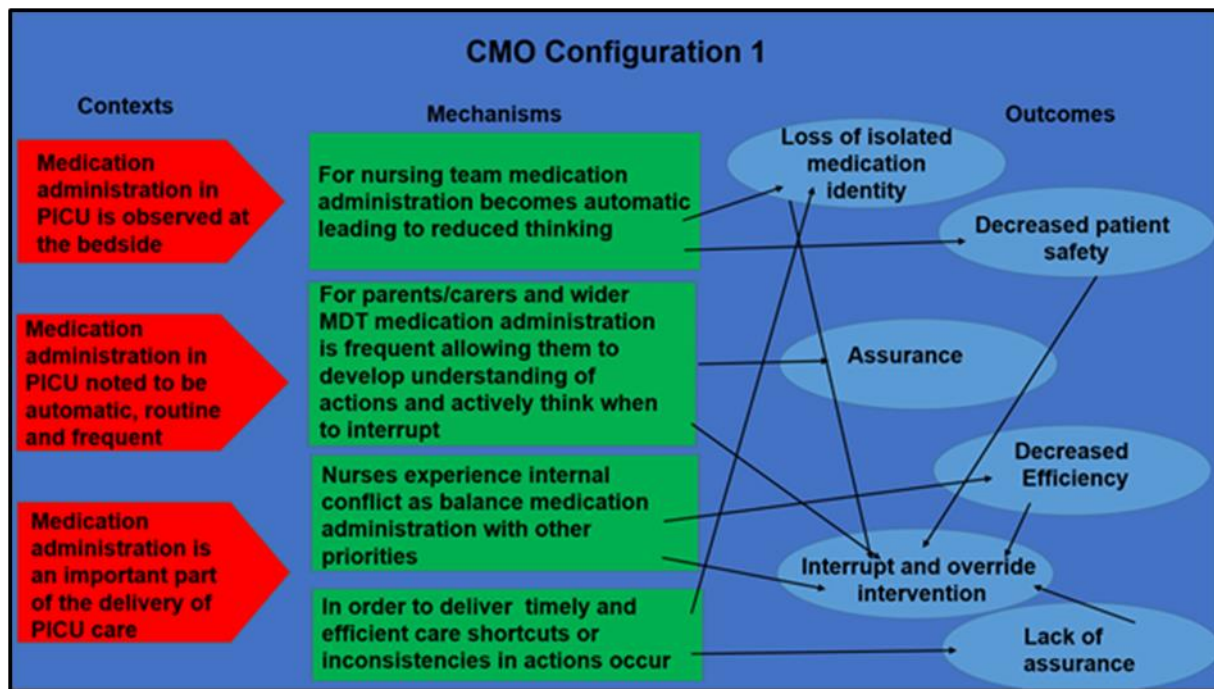 CMO Configuration 1
Contexts
Mechanisms
Outcomes
Medication
administration in
PICU is observed at
the bedside
Medication
administration in
PICU noted to be
automatic, routine
and frequent
Medication
administration is
an important part
of the delivery of
PICU care
For nursing team medication
administration becomes automatic
leading to reduced thinking
For parents/carers and wider
MDT medication administration
is frequent allowing them to
develop understanding of
actions and actively think when
to interrupt
Nurses experience internal
conflict as balance medication
administration with other
priorities
In order to deliver timely and
efficient care shortcuts or
inconsistencies in actions occur
Loss of isolated
medication
identity
Decreased patient
safety
Assurance
Decreased
Efficiency
Interrupt and override
intervention
Lack of
assurance